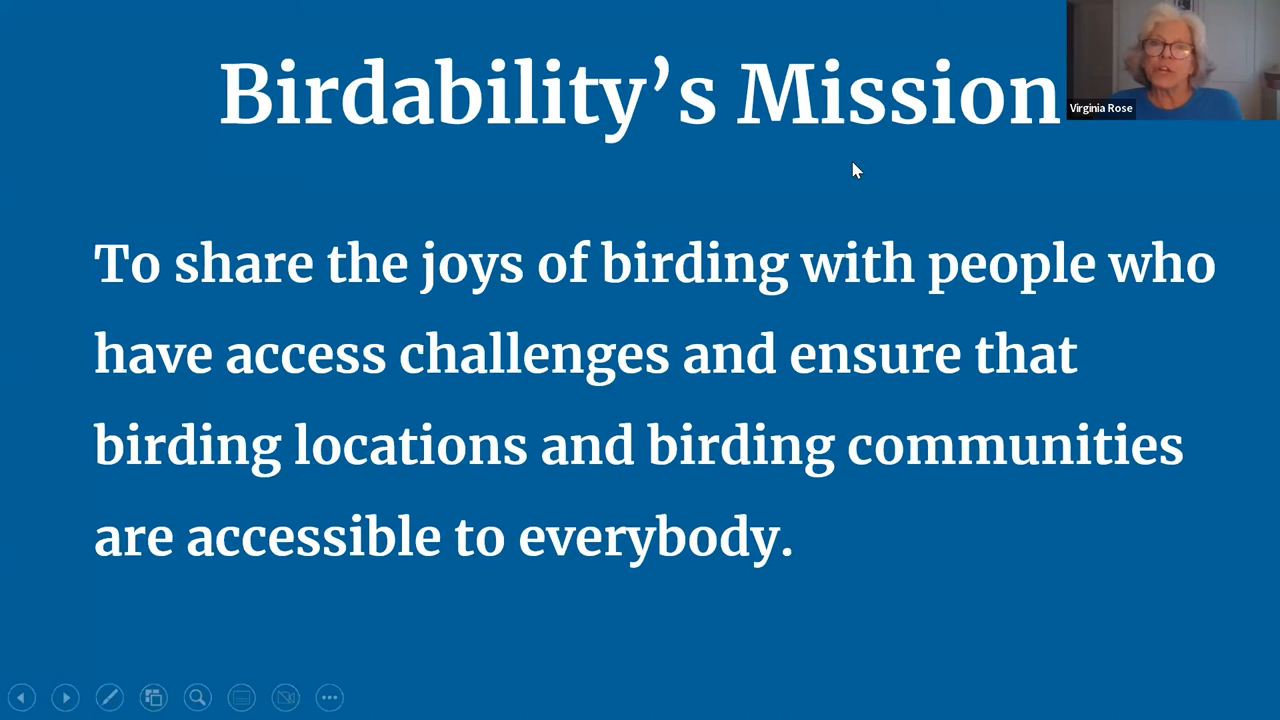 Birdability’s Mission
Virginia Rose
To share the joys of birding with people who
have access challenges and ensure that
birding locations and birding communities
are accessible to everybody.